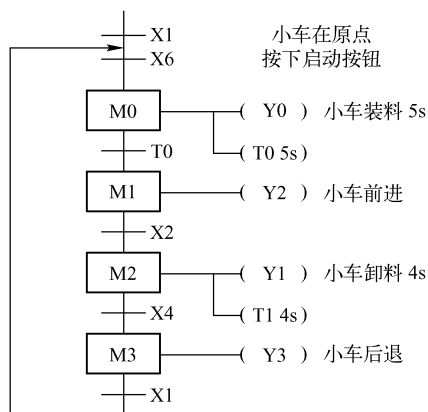 X1 小车在原点
X6 按下启动按钮
M0 ( Y0 ) 小车装料 5s
T0 ( T0 5s )
M1 ( Y2 ) 小车前进
X2
M2 ( Y1 ) 小车卸料 4s
X4 ( T1 4s )
M3 ( Y3 ) 小车后退
X1